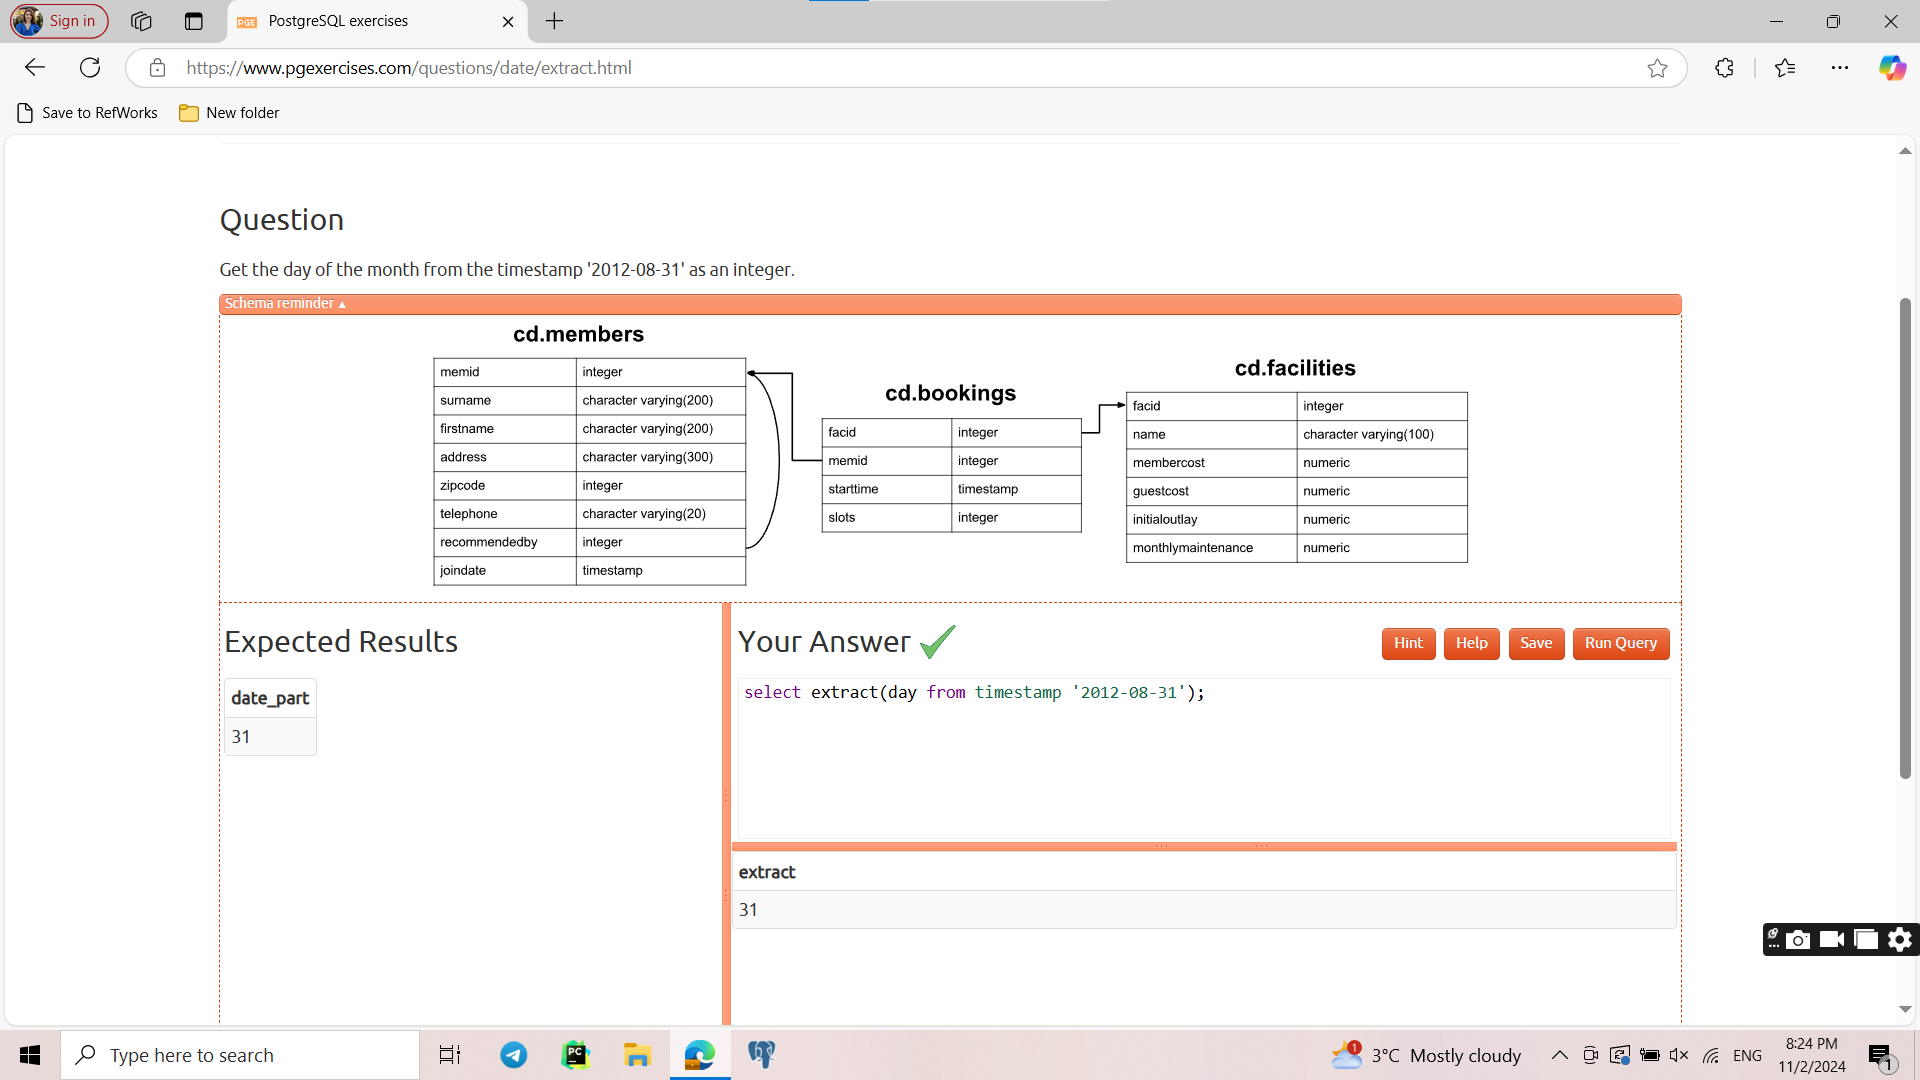 Sign in
PGE PostgreSQL exercises
https://www.pgexercises.com/questions/date/extract.html
Save to RefWorks New folder
Question
Get the day of the month from the timestamp '2012-08-31' as an integer.
Schema reminder ▲
cd.members
memid integer
surname character varying(200)
firstname character varying(200)
address character varying(300)
zipcode integer
telephone character varying(20)
recommendedby integer
joindate timestamp
cd.bookings
facid integer
memid integer
starttime timestamp
slots integer
cd.facilities
facid integer
name character varying(100)
membercost numeric
guestcost numeric
initialoutlay numeric
monthlymaintenance numeric
Expected Results
date_part
31
Your Answer
Hint Help Save Run Query
select extract(day from timestamp '2012-08-31');
extract
31
Type here to search
PC
1
3°C Mostly cloudy
ENG
8:24 PM
11/2/2024
1